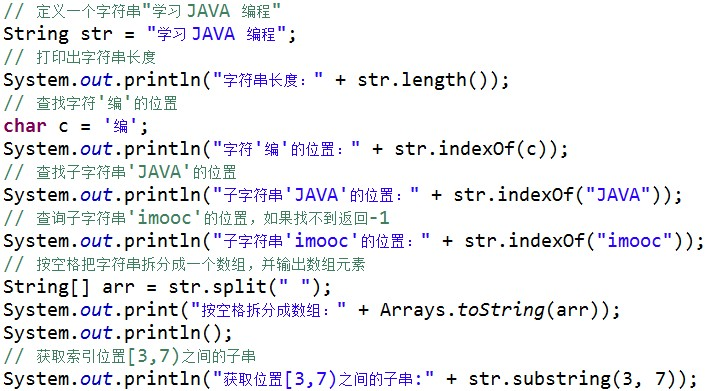 // 定义一个字符串"学习 JAVA 编程"
String str = "学习 JAVA 编程";
// 打印出字符串长度
System.out.println("字符串长度：" + str.length());
// 查找字符'编'的位置
char c = '编';
System.out.println("字符'编'的位置：" + str.indexOf(c));
// 查找子字符串'JAVA'的位置
System.out.println("子字符串'JAVA'的位置：" + str.indexOf("JAVA"));
// 查询子字符串'imooc'的位置，如果找不到返回-1
System.out.println("子字符串'imooc'的位置：" + str.indexOf("imooc"));
// 按空格把字符串拆分成一个数组，并输出数组元素
String[] arr = str.split(" ");
System.out.print("按空格拆分成数组：" + Arrays.toString(arr));
System.out.println();
// 获取索引位置[3,7)之间的子串
System.out.println("获取位置[3,7)之间的子串:" + str.substring(3, 7));